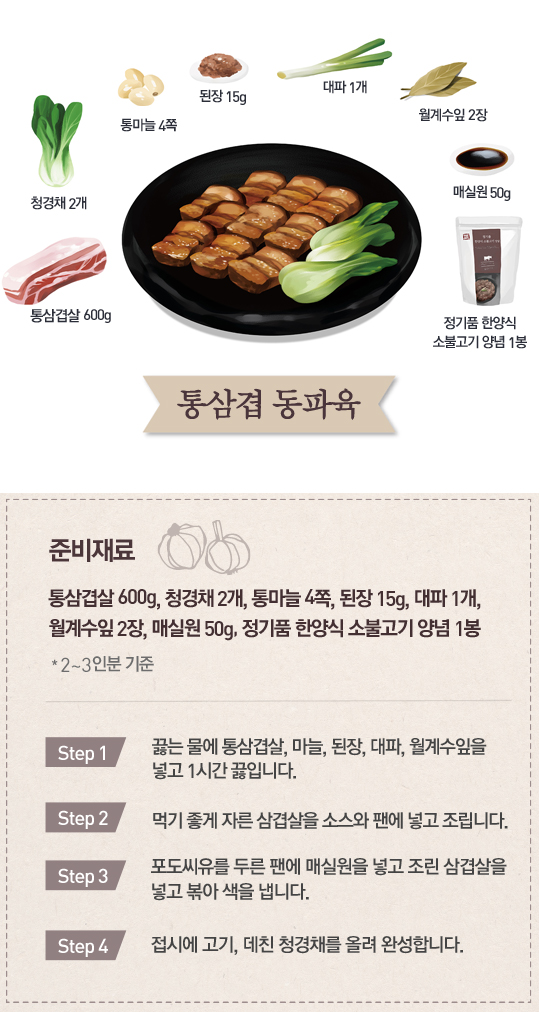 된장 15g
대파 1개
통마늘 4쪽
월계수잎 2장
청경채 2개
매실원 50g
통삼겹살 600g
정기품 한양식
소불고기 양념 1봉
통삼겹 동파육
준비재료
통삼겹살 600g, 청경채 2개, 통마늘 4쪽, 된장 15g, 대파 1개,
월계수잎 2장, 매실원 50g, 정기품 한양식 소불고기 양념 1봉
*2~3인분 기준
Step 1
끓는 물에 통삼겹살, 마늘, 된장, 대파, 월계수잎을
넣고 1시간 끓입니다.
Step 2
먹기 좋게 자른 삼겹살을 소스와 팬에 넣고 조립니다.
Step 3
포도씨유를 두른 팬에 매실원을 넣고 조린 삼겹살을
넣고 볶아 색을 냅니다.
Step 4
접시에 고기, 데친 청경채를 올려 완성합니다.